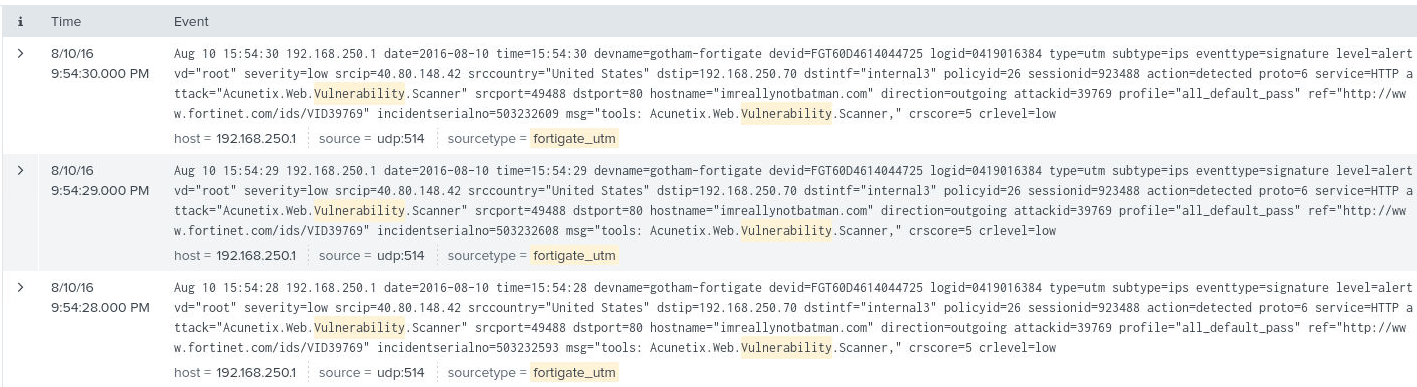 i Time Event
8/10/16 Aug 10 15:54:30 192.168.250.1 date=2016-08-10 time=15:54:30 devname=gotham-fortigate devid=FGT60D4614044725 logid=0419016384 type=utm subtype=ips eventtype=signature level=alert
9:54:30.000 PM vd="root" severity=low srcip=40.80.148.42 srccountry="United States" dstip=192.168.250.70 dstintf="internal3" policyid=26 sessionid=923488 action=detected proto=6 service=HTTP a
ttack="Acunetix.Web.Vulnerability.Scanner" srcport=49488 dstport=80 hostname="imreallynotbatman.com" direction=outgoing attackid=39769 profile="all_default_pass" ref="http://ww
w.fortinet.com/ids/VID39769" incidentserialno=503232609 msg="tools: Acunetix.Web.Vulnerability.Scanner," crscore=5 crlevel=low
host = 192.168.250.1 source = udp:514 sourcetype = fortigate_utm
8/10/16 Aug 10 15:54:29 192.168.250.1 date=2016-08-10 time=15:54:29 devname=gotham-fortigate devid=FGT60D4614044725 logid=0419016384 type=utm subtype=ips eventtype=signature level=alert
9:54:29.000 PM vd="root" severity=low srcip=40.80.148.42 srccountry="United States" dstip=192.168.250.70 dstintf="internal3" policyid=26 sessionid=923488 action=detected proto=6 service=HTTP a
ttack="Acunetix.Web.Vulnerability.Scanner" srcport=49488 dstport=80 hostname="imreallynotbatman.com" direction=outgoing attackid=39769 profile="all_default_pass" ref="http://ww
w.fortinet.com/ids/VID39769" incidentserialno=503232608 msg="tools: Acunetix.Web.Vulnerability.Scanner," crscore=5 crlevel=low
host = 192.168.250.1 source = udp:514 sourcetype = fortigate_utm
8/10/16 Aug 10 15:54:28 192.168.250.1 date=2016-08-10 time=15:54:28 devname=gotham-fortigate devid=FGT60D4614044725 logid=0419016384 type=utm subtype=ips eventtype=signature level=alert
9:54:28.000 PM vd="root" severity=low srcip=40.80.148.42 srccountry="United States" dstip=192.168.250.70 dstintf="internal3" policyid=26 sessionid=923488 action=detected proto=6 service=HTTP a
ttack="Acunetix.Web.Vulnerability.Scanner" srcport=49488 dstport=80 hostname="imreallynotbatman.com" direction=outgoing attackid=39769 profile="all_default_pass" ref="http://ww
w.fortinet.com/ids/VID39769" incidentserialno=503232593 msg="tools: Acunetix.Web.Vulnerability.Scanner," crscore=5 crlevel=low
host = 192.168.250.1 source = udp:514 sourcetype = fortigate_utm